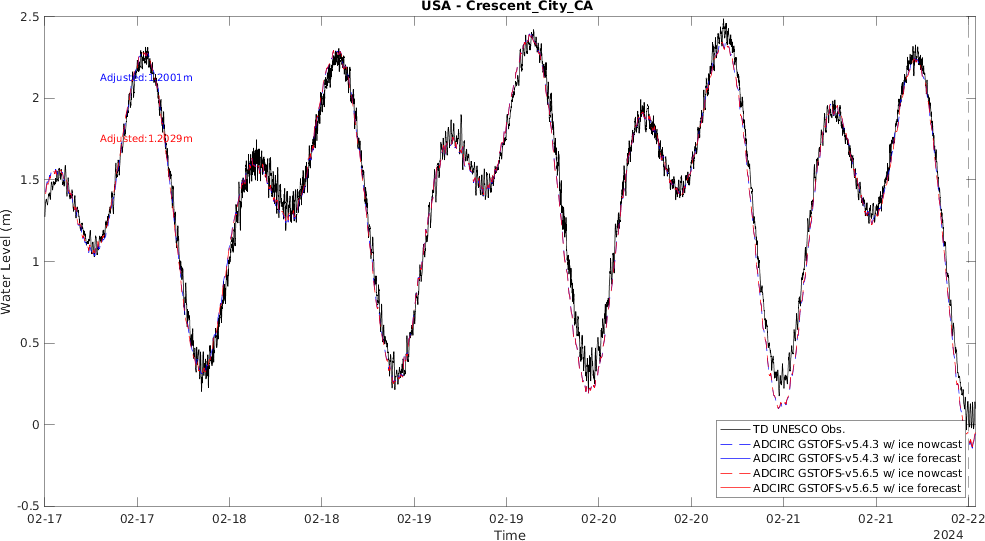 USA - Crescent_City_CA
2.5
2
1.5
1
0.5
0
-0.5
Water Level (m)
Adjusted:1.2001m
Adjusted:1.2029m
TD UNESCO Obs.
ADCIRC GSTOFS-v5.4.3 w/ ice nowcast
ADCIRC GSTOFS-v5.4.3 w/ ice forecast
ADCIRC GSTOFS-v5.6.5 w/ ice nowcast
ADCIRC GSTOFS-v5.6.5 w/ ice forecast
02-17 02-17 02-18 02-18 02-19 02-19 02-20 02-20 02-21 02-21 02-22
Time
2024